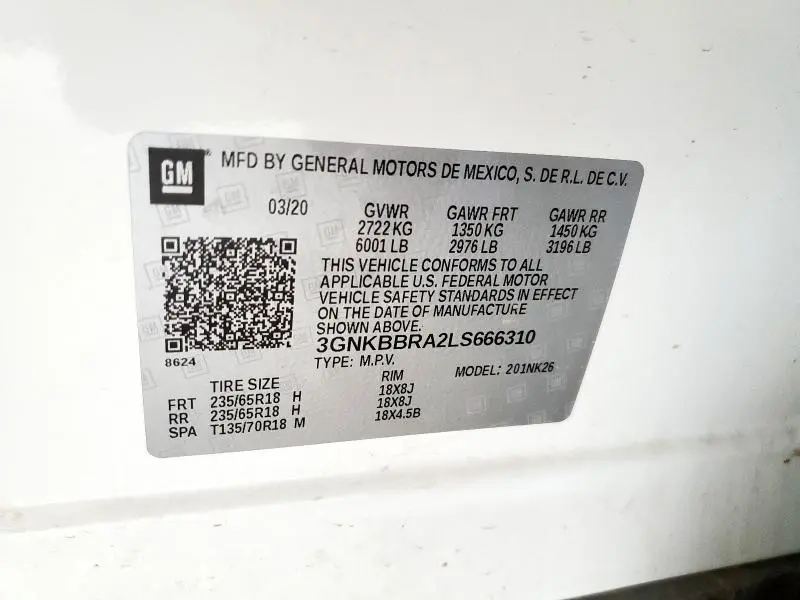 GM ® MFD BY GENERAL MOTORS DE MEXICO, S. DE R.L. DE C.V.
03/20 GVWR GAWR FRT GAWR RR
2722 KG 1350 KG 1450 KG
6001 LB 2976 LB 3196 LB
THIS VEHICLE CONFORMS TO ALL
APPLICABLE U.S. FEDERAL MOTOR
VEHICLE SAFETY STANDARDS IN EFFECT
ON THE DATE OF MANUFACTURE
SHOWN ABOVE.
3GNKBBRA2LS666310
8624
TYPE: M.P.V. MODEL: 201NK26
TIRE SIZE RIM
FRT 235/65R18 H 18X8J
RR 235/65R18 H 18X8J
SPA T135/70R18 M 18X4.5B